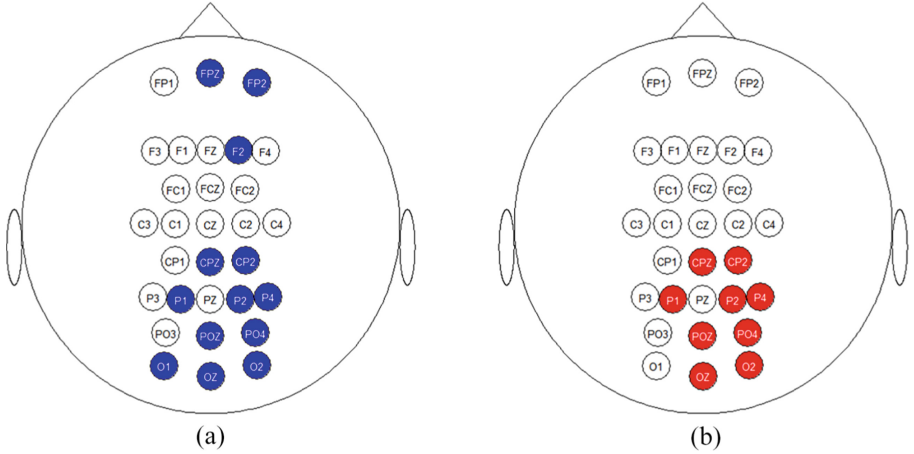 FPZ FPZ
FP1 FP2 FP1 FP2
F3 F1 FZ F2 F4 F3 F1 FZ F2 F4
FC1 FCZ FC2 FC1 FCZ FC2
C3 C1 CZ C2 C4 C3 C1 CZ C2 C4
CP1 CPZ CP2 CP1 CPZ CP2
P3 P1 PZ P2 P4 P3 P1 PZ P2 P4
PO3 POZ PO4 PO3 POZ PO4
O1 OZ O2 O1 OZ O2
(a) (b)